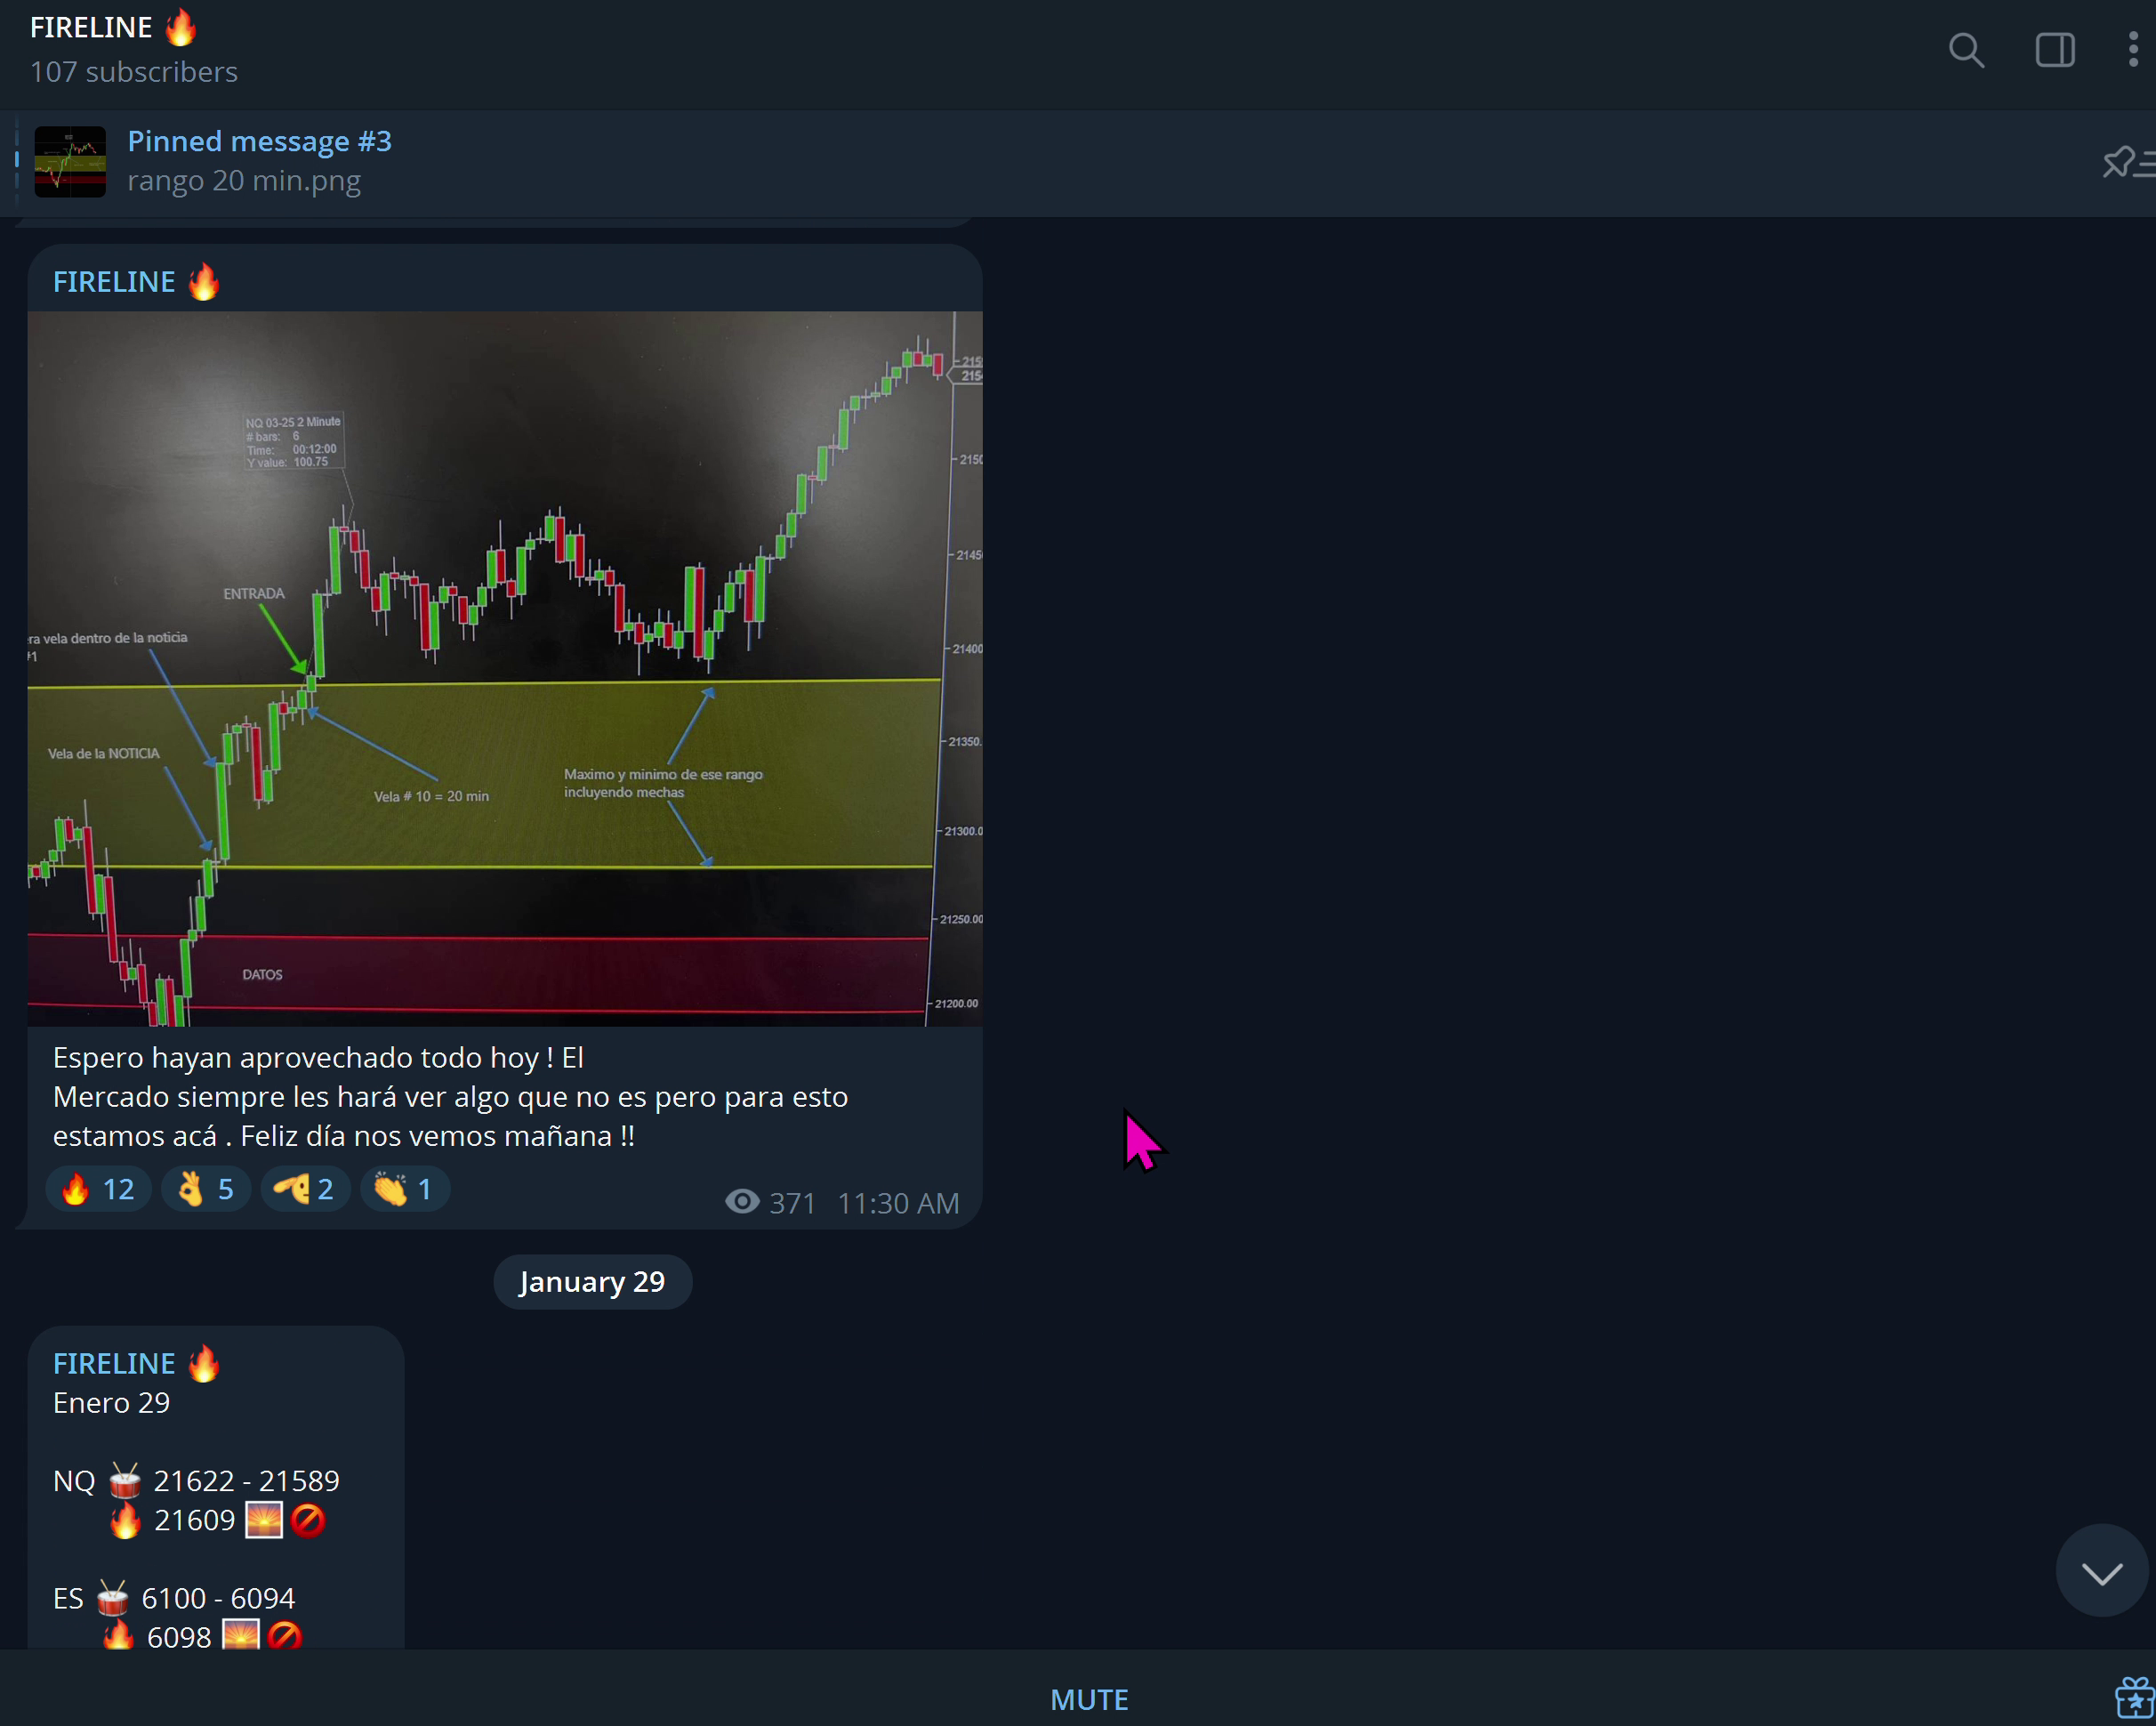 FIRELINE 🔥
107 subscribers
Pinned message #3
rango 20 min.png
FIRELINE 🔥
NQ 03-25 2 Minute
# bars: 6
Time: 00:12:00
Y value: 100.75
ENTRADA
vela dentro de la noticia
#1
Vela de la NOTICIA
Vela # 10 = 20 min
Maximo y minimo de ese rango
incluyendo mechas
DATOS
21400
21350.
21300.0
21250.00
21200.00
Espero hayan aprovechado todo hoy ! El
Mercado siempre les hará ver algo que no es pero para esto
estamos acá . Feliz día nos vemos mañana !!
🔥 12 👌 5 🫡 2 👏 1
371 11:30 AM
January 29
FIRELINE 🔥
Enero 29
NQ 🥁 21622 - 21589
🔥 21609 🌅 🚫
ES 🥁 6100 - 6094
🔥 6098 🌅 🚫
MUTE